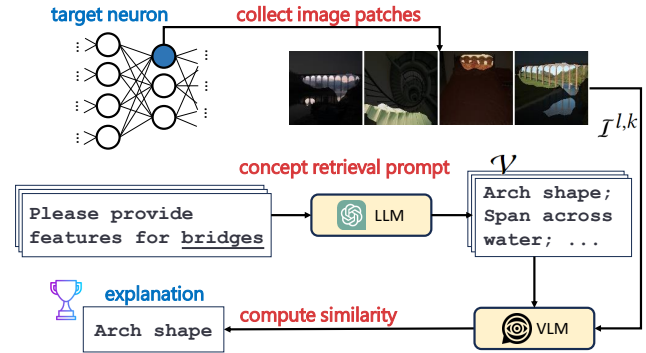 target neuron
collect image patches
⋮
⋮
⋮
⋮
⋮
⋮
⋮
𝓘^{l,k}
concept retrieval prompt
𝒱
Please provide
features for bridges
LLM
Arch shape;
Span across
water; ...
explanation
compute similarity
Arch shape
VLM